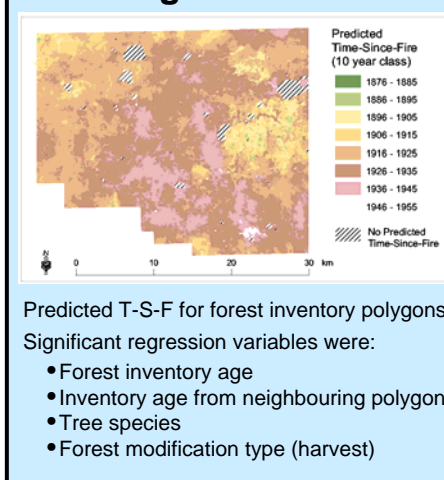 Predicted
Time-Since-Fire
(10 year class)
1876 - 1885
1886 - 1895
1896 - 1905
1906 - 1915
1916 - 1925
1926 - 1935
1936 - 1945
1946 - 1955
No Predicted
Time-Since-Fire
N
0 10 20 30 km
Predicted T-S-F for forest inventory polygons
Significant regression variables were:
•Forest inventory age
•Inventory age from neighbouring polygon
•Tree species
•Forest modification type (harvest)